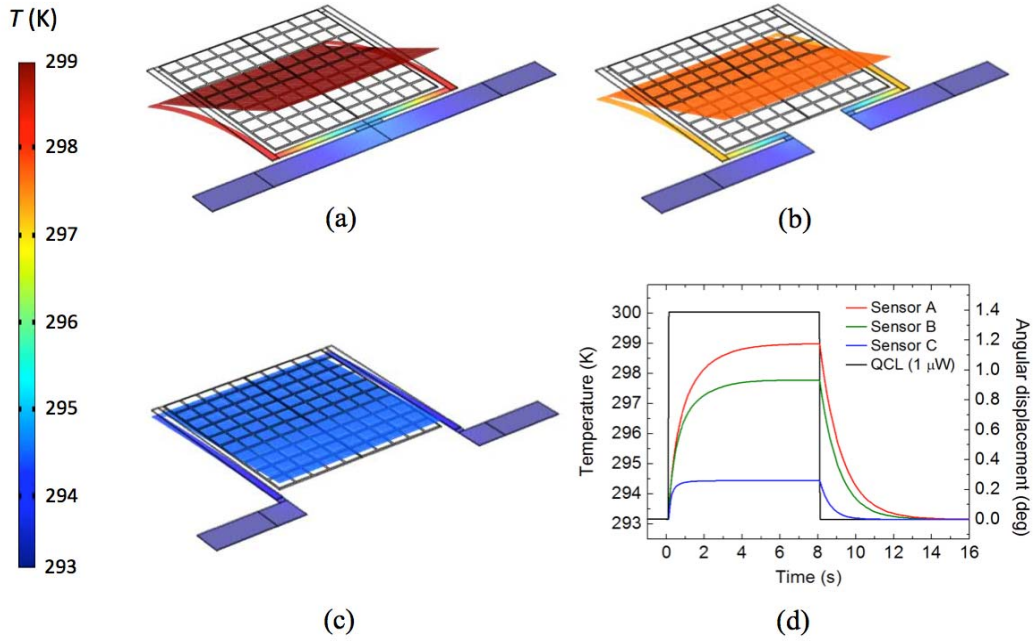 T (K)
299
298
297
296
295
294
293
(a)
(b)
(c)
300
299
298
297
296
295
294
293
Temperature (K)
Sensor A
Sensor B
Sensor C
QCL (1 μW)
1.4
1.2
1.0
0.8
0.6
0.4
0.2
0.0
Angular displacement (deg)
0 2 4 6 8 10 12 14 16
Time (s)
(d)